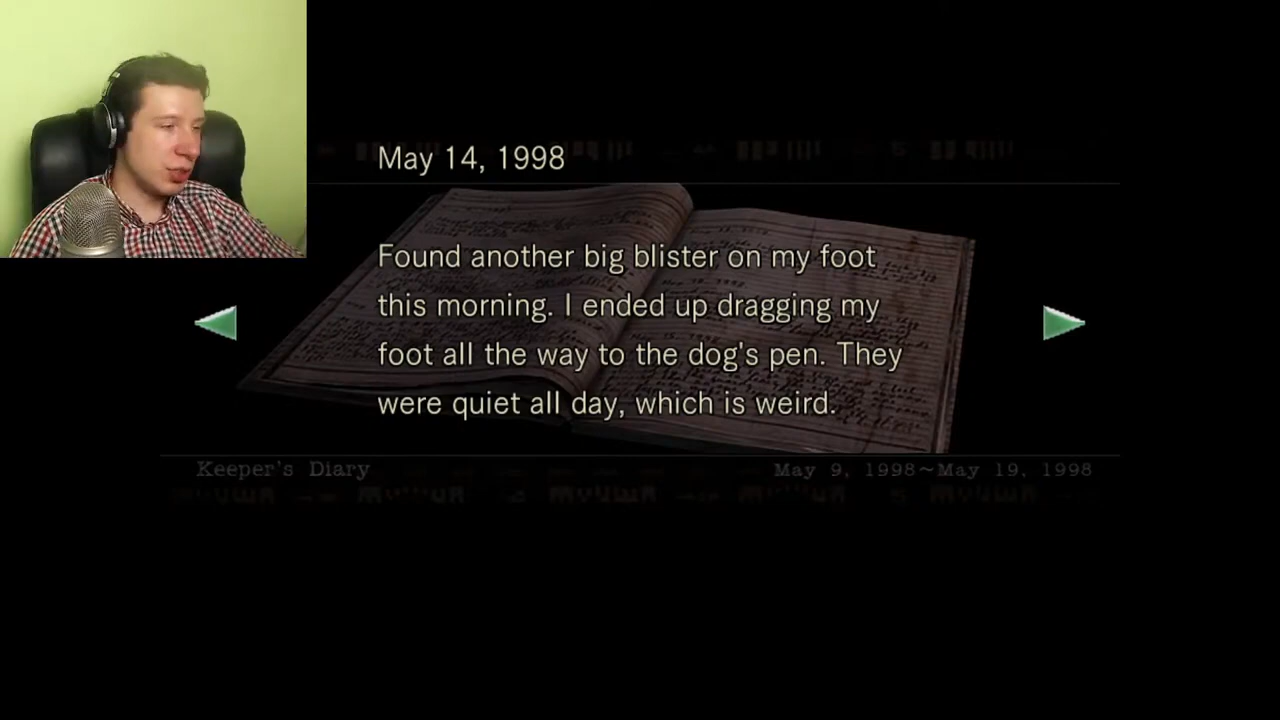 May 14, 1998
Found another big blister on my foot
this morning. I ended up dragging my
foot all the way to the dog's pen. They
were quiet all day, which is weird.
Keeper's Diary
May 9, 1998~May 19, 1998